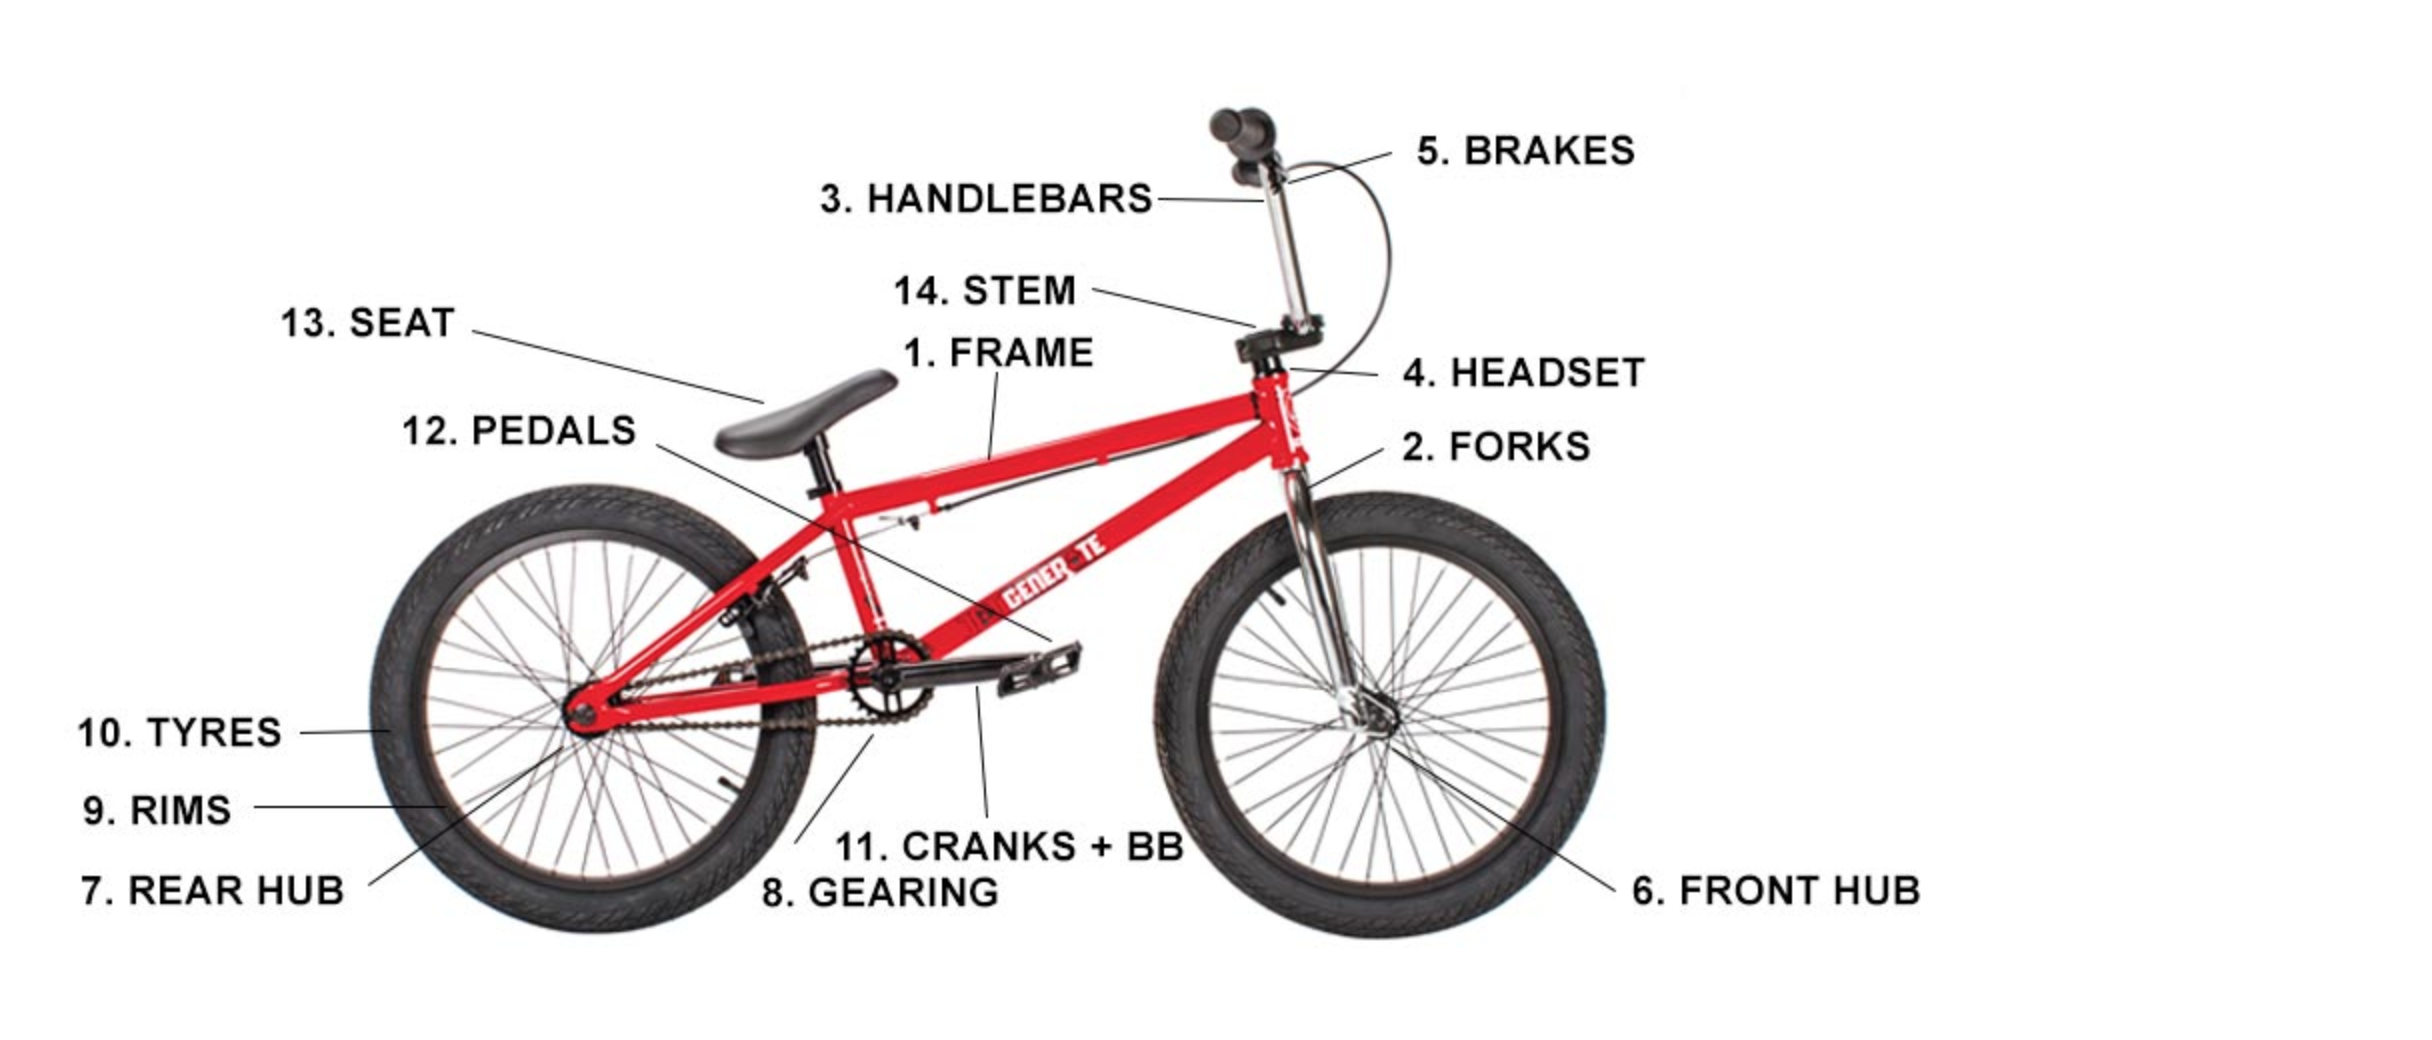 5. BRAKES
3. HANDLEBARS
14. STEM
13. SEAT
1. FRAME
4. HEADSET
12. PEDALS
2. FORKS
10. TYRES
9. RIMS
11. CRANKS + BB
7. REAR HUB
8. GEARING
6. FRONT HUB